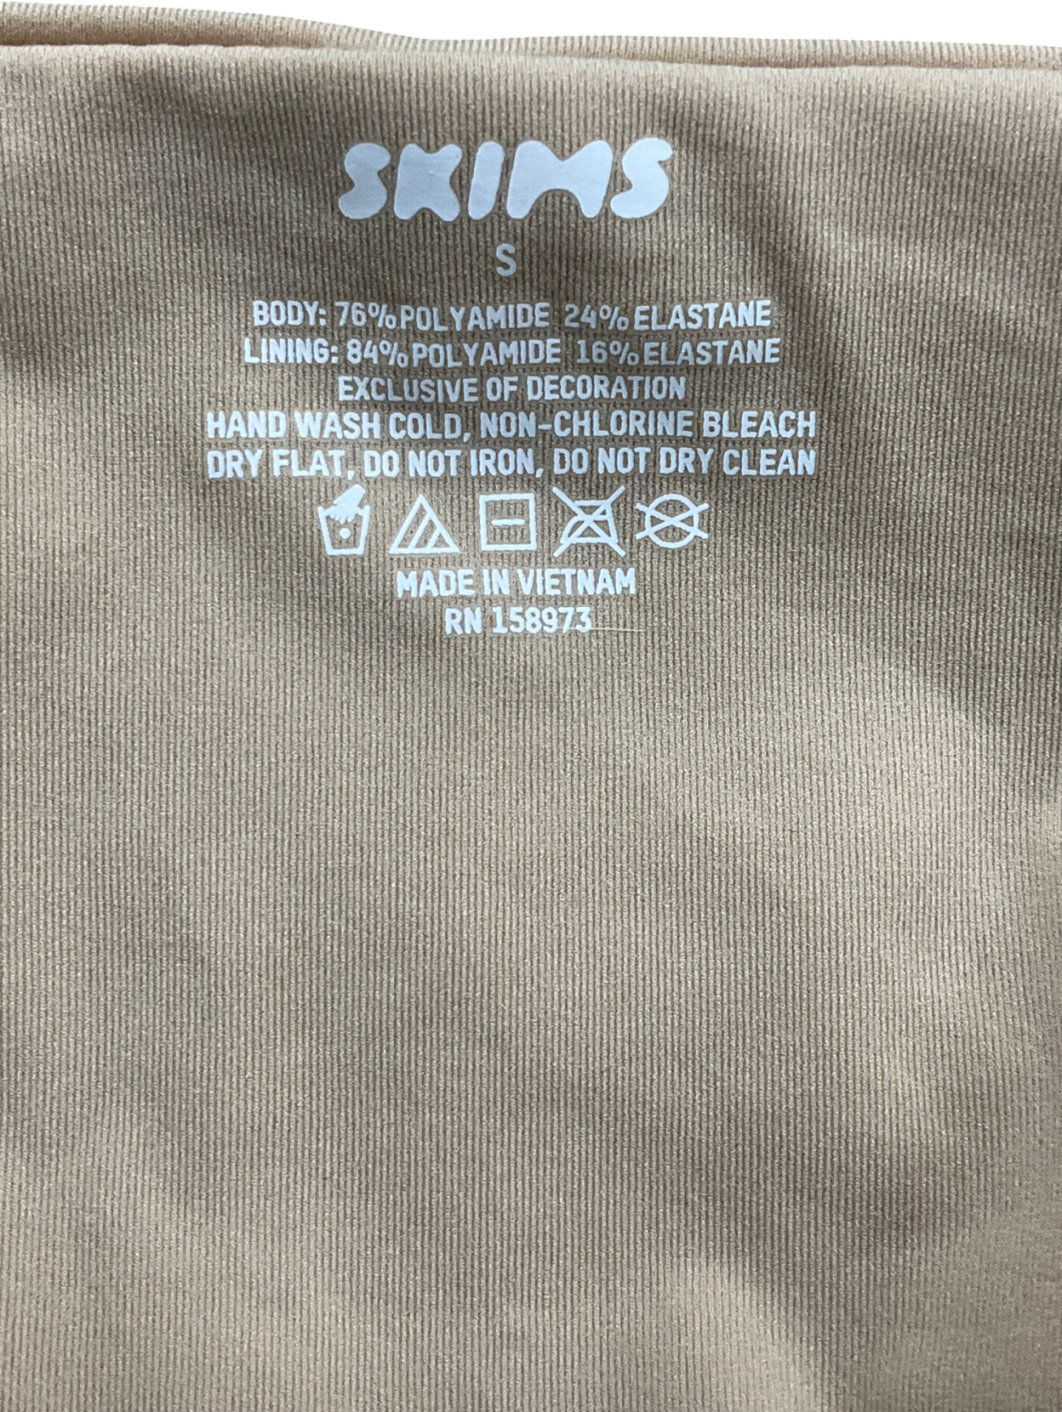 SKIMS
S
BODY: 76% POLYAMIDE 24% ELASTANE
LINING: 84% POLYAMIDE 16% ELASTANE
EXCLUSIVE OF DECORATION
HAND WASH COLD, NON-CHLORINE BLEACH
DRY FLAT, DO NOT IRON, DO NOT DRY CLEAN
MADE IN VIETNAM
RN 158973